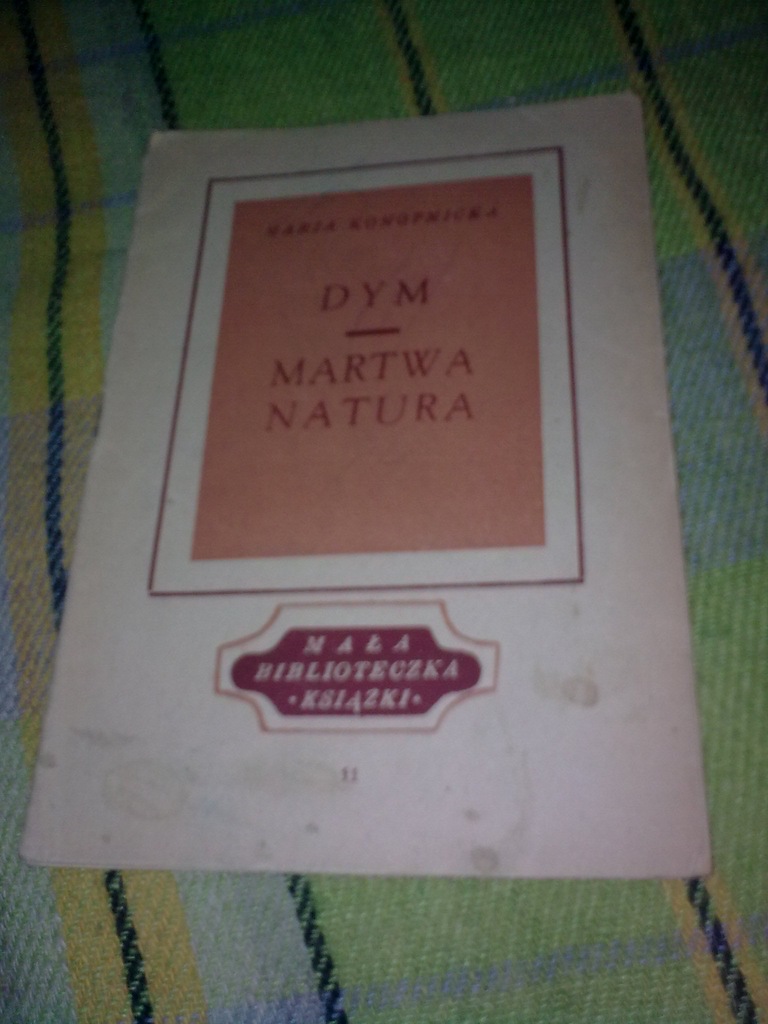 MARIA KONOPNICKA
DYM
MARTWA
NATURA
MAŁA
BIBLIOTECZKA
•KSIĄŻKI•
11